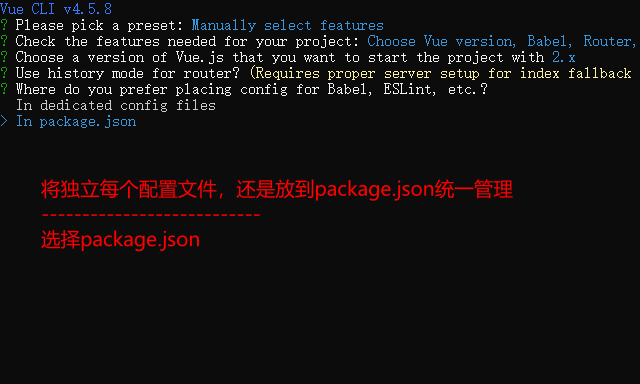 Vue CLI v4.5.8
? Please pick a preset: Manually select features
? Check the features needed for your project: Choose Vue version, Babel, Router,
? Choose a version of Vue.js that you want to start the project with 2.x
? Use history mode for router? (Requires proper server setup for index fallback
? Where do you prefer placing config for Babel, ESLint, etc.?
In dedicated config files
> In package.json
将独立每个配置文件，还是放到package.json统一管理
---------------------------
选择package.json